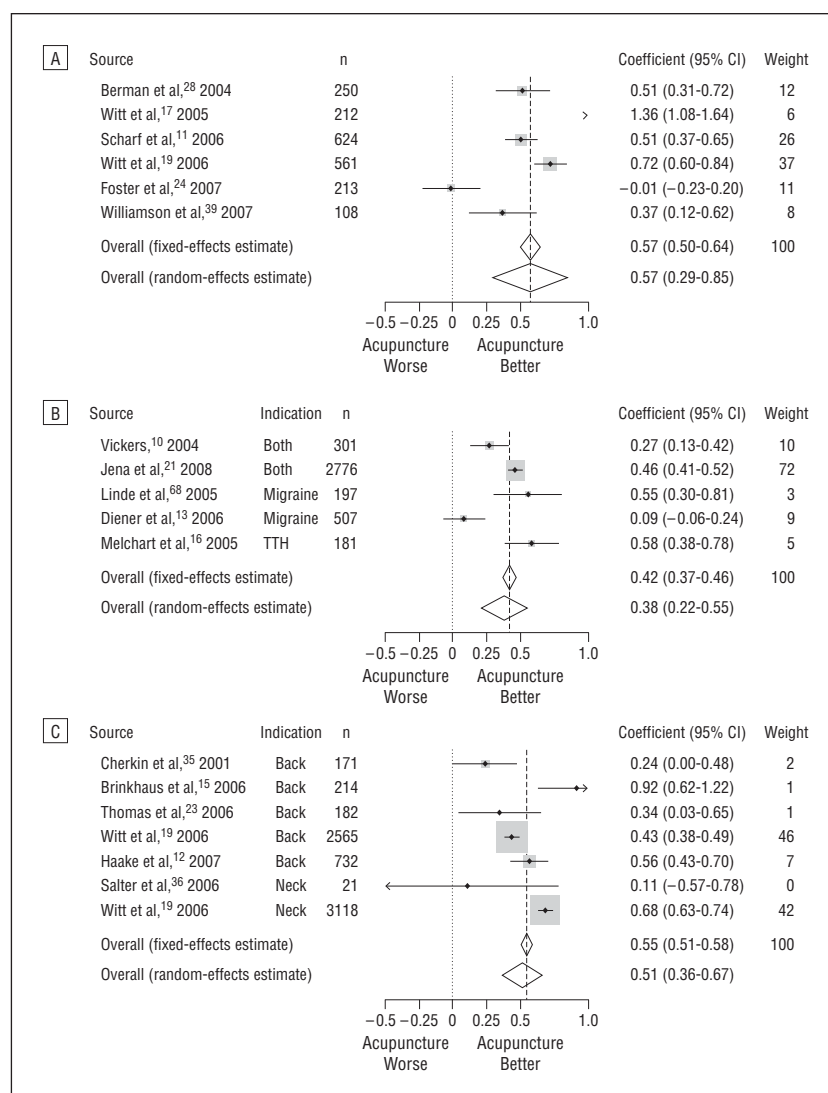 A Source n Coefficient (95% CI) Weight
Berman et al,28 2004 250 0.51 (0.31-0.72) 12
Witt et al,17 2005 212 1.36 (1.08-1.64) 6
Scharf et al,11 2006 624 0.51 (0.37-0.65) 26
Witt et al,19 2006 561 0.72 (0.60-0.84) 37
Foster et al,24 2007 213 −0.01 (−0.23-0.20) 11
Williamson et al,39 2007 108 0.37 (0.12-0.62) 8
Overall (fixed-effects estimate) 0.57 (0.50-0.64) 100
Overall (random-effects estimate) 0.57 (0.29-0.85)
−0.5 −0.25 0 0.25 0.5 1.0
Acupuncture Worse Acupuncture Better
B Source Indication n Coefficient (95% CI) Weight
Vickers,10 2004 Both 301 0.27 (0.13-0.42) 10
Jena et al,21 2008 Both 2776 0.46 (0.41-0.52) 72
Linde et al,68 2005 Migraine 197 0.55 (0.30-0.81) 3
Diener et al,13 2006 Migraine 507 0.09 (−0.06-0.24) 9
Melchart et al,16 2005 TTH 181 0.58 (0.38-0.78) 5
Overall (fixed-effects estimate) 0.42 (0.37-0.46) 100
Overall (random-effects estimate) 0.38 (0.22-0.55)
−0.5 −0.25 0 0.25 0.5 1.0
Acupuncture Worse Acupuncture Better
C Source Indication n Coefficient (95% CI) Weight
Cherkin et al,35 2001 Back 171 0.24 (0.00-0.48) 2
Brinkhaus et al,15 2006 Back 214 0.92 (0.62-1.22) 1
Thomas et al,23 2006 Back 182 0.34 (0.03-0.65) 1
Witt et al,19 2006 Back 2565 0.43 (0.38-0.49) 46
Haake et al,12 2007 Back 732 0.56 (0.43-0.70) 7
Salter et al,36 2006 Neck 21 0.11 (−0.57-0.78) 0
Witt et al,19 2006 Neck 3118 0.68 (0.63-0.74) 42
Overall (fixed-effects estimate) 0.55 (0.51-0.58) 100
Overall (random-effects estimate) 0.51 (0.36-0.67)
−0.5 −0.25 0 0.25 0.5 1.0
Acupuncture Worse Acupuncture Better